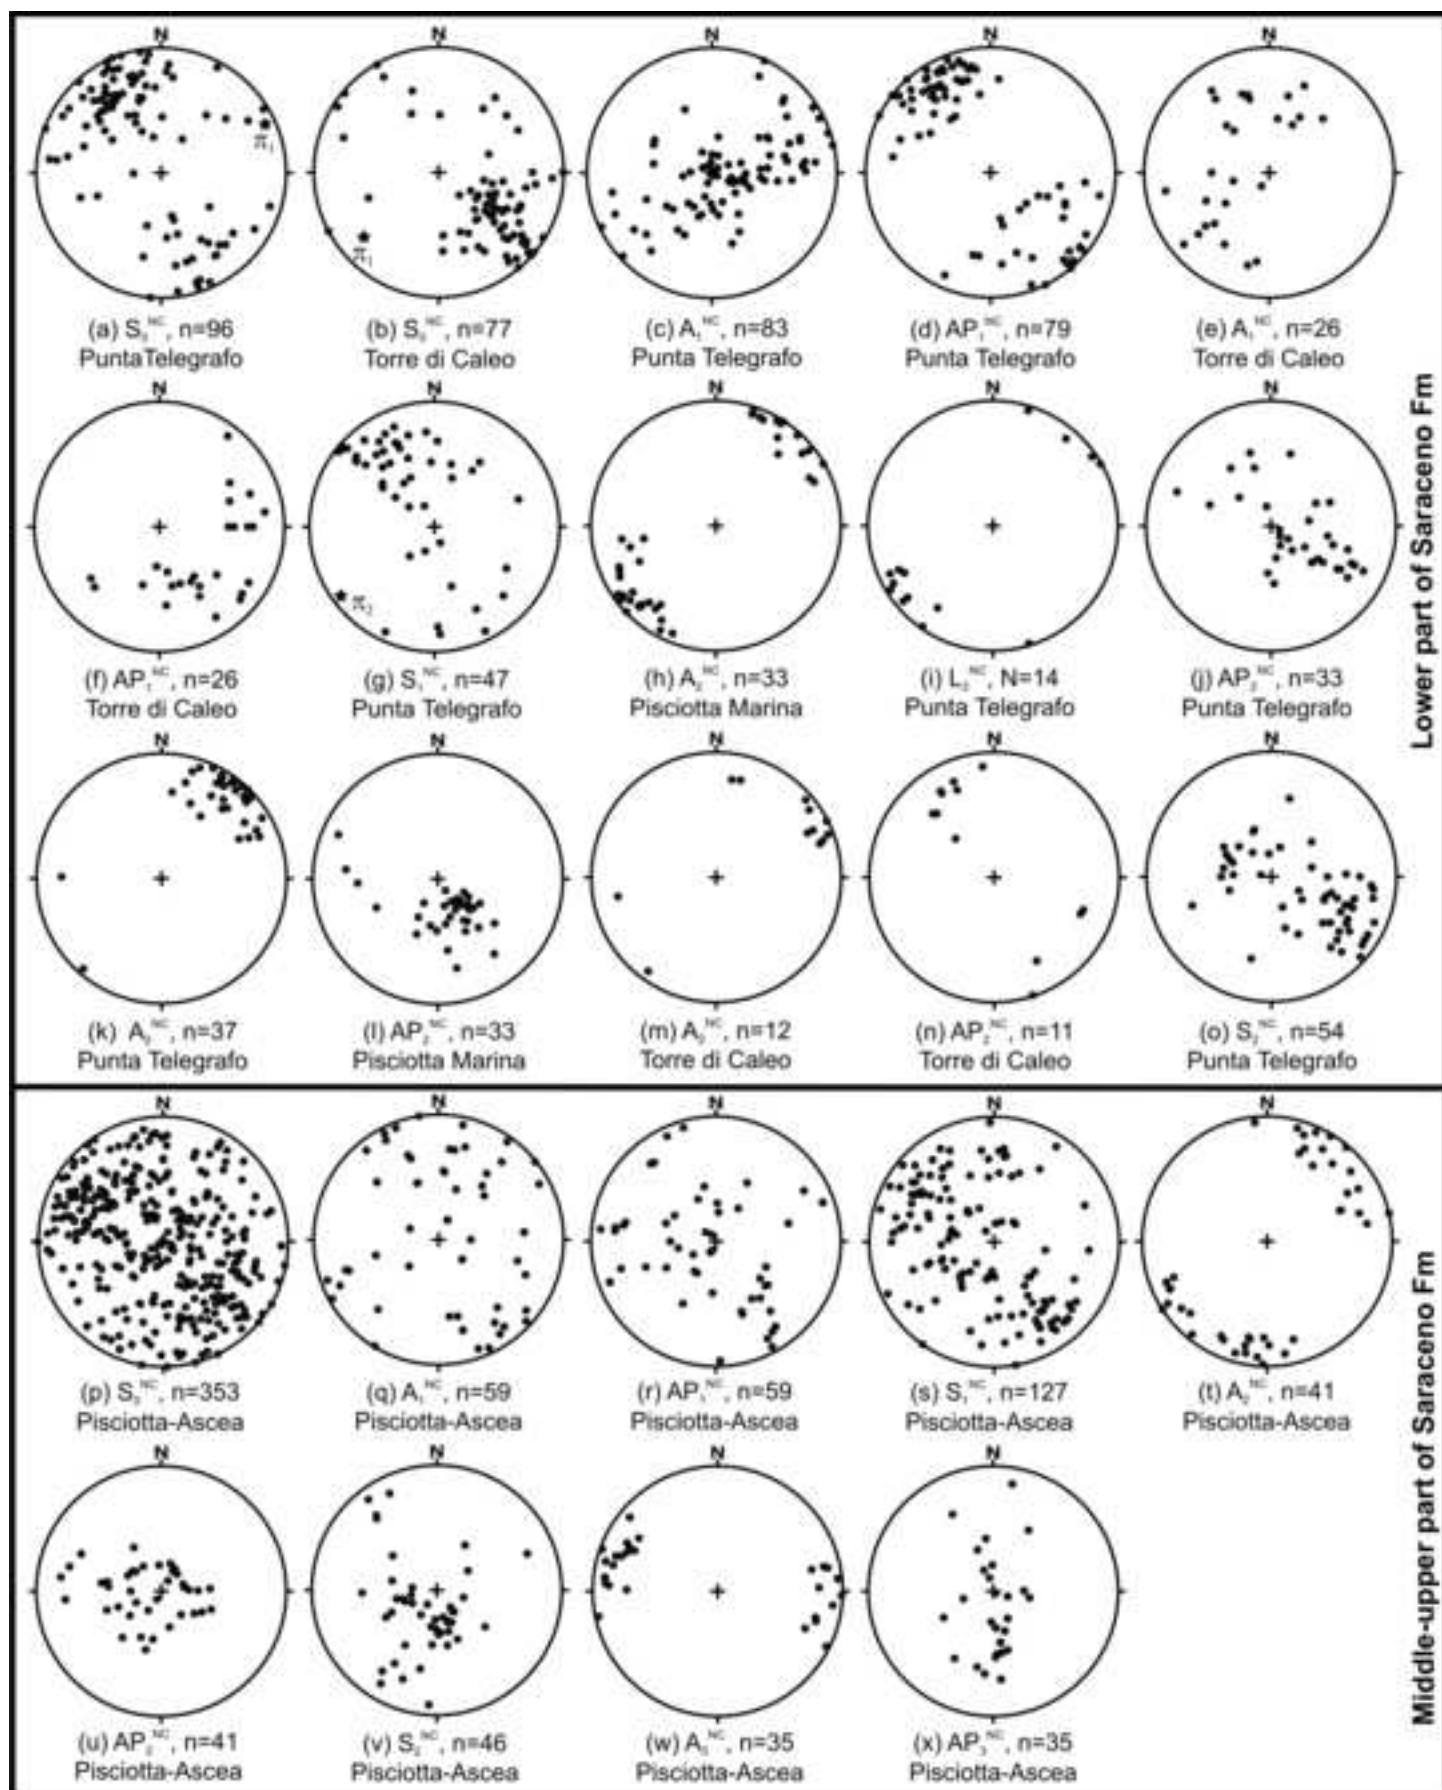 N N N N N
π₁
π₁
(a) S₀ᴺᶜ, n=96 (b) S₀ᴺᶜ, n=77 (c) A₁ᴺᶜ, n=83 (d) AP₁ᴺᶜ, n=79 (e) A₁ᴺᶜ, n=26
PuntaTelegrafo Torre di Caleo Punta Telegrafo Punta Telegrafo Torre di Caleo
N N N N N
π₂
(f) AP₁ᴺᶜ, n=26 (g) S₁ᴺᶜ, n=47 (h) A₂ᴺᶜ, n=33 (i) L₂ᴺᶜ, N=14 (j) AP₂ᴺᶜ, n=33
Torre di Caleo Punta Telegrafo Pisciotta Marina Punta Telegrafo Punta Telegrafo
N N N N N
(k) A₂ᴺᶜ, n=37 (l) AP₂ᴺᶜ, n=33 (m) A₂ᴺᶜ, n=12 (n) AP₂ᴺᶜ, n=11 (o) S₂ᴺᶜ, n=54
Punta Telegrafo Pisciotta Marina Torre di Caleo Torre di Caleo Punta Telegrafo
Lower part of Saraceno Fm
N N N N N
(p) S₀ᴺᶜ, n=353 (q) A₁ᴺᶜ, n=59 (r) AP₁ᴺᶜ, n=59 (s) S₁ᴺᶜ, n=127 (t) A₂ᴺᶜ, n=41
Pisciotta-Ascea Pisciotta-Ascea Pisciotta-Ascea Pisciotta-Ascea Pisciotta-Ascea
N N N N
(u) AP₂ᴺᶜ, n=41 (v) S₂ᴺᶜ, n=46 (w) A₃ᴺᶜ, n=35 (x) AP₃ᴺᶜ, n=35
Pisciotta-Ascea Pisciotta-Ascea Pisciotta-Ascea Pisciotta-Ascea
Middle-upper part of Saraceno Fm